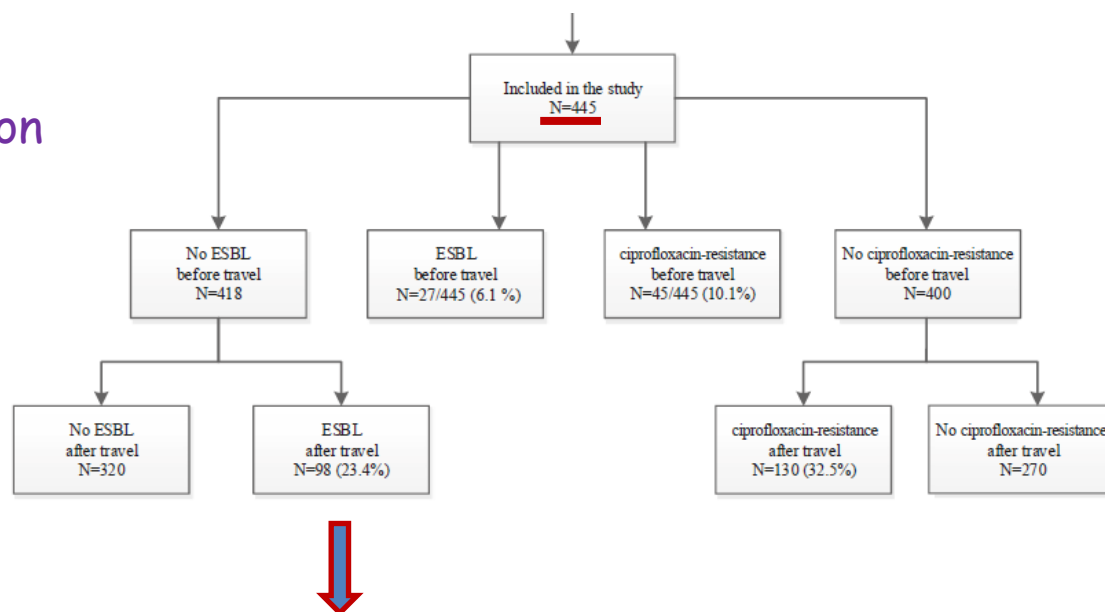 Included in the study
N=445
on
No ESBL
before travel
N=418
ESBL
before travel
N=27/445 (6.1 %)
ciprofloxacin-resistance
before travel
N=45/445 (10.1%)
No ciprofloxacin-resistance
before travel
N=400
No ESBL
after travel
N=320
ESBL
after travel
N=98 (23.4%)
ciprofloxacin-resistance
after travel
N=130 (32.5%)
No ciprofloxacin-resistance
after travel
N=270